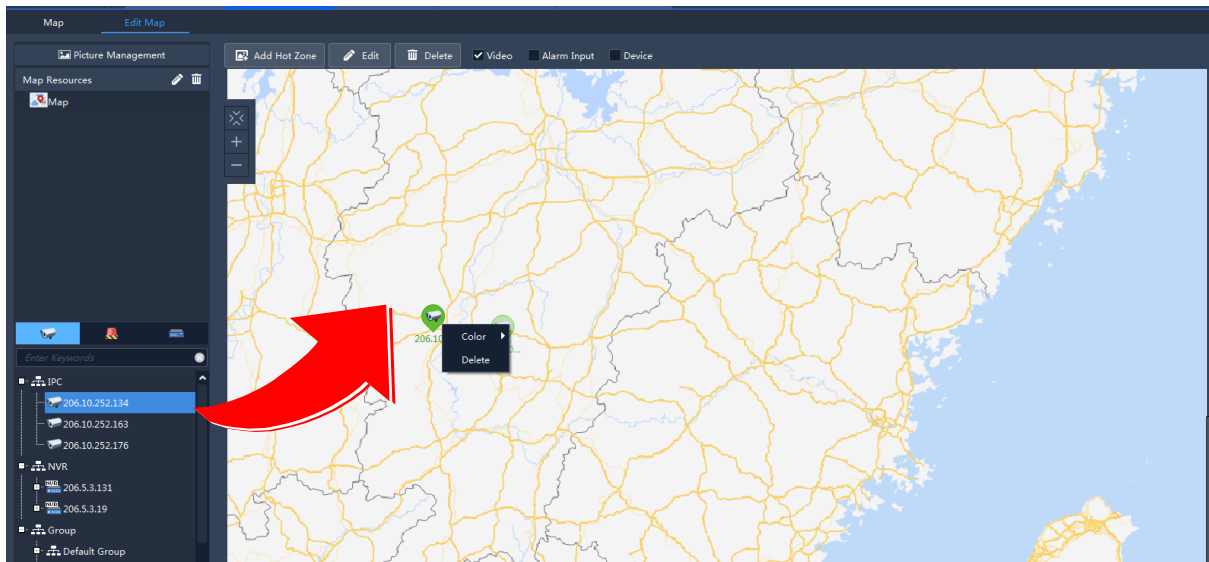 Map Edit Map
Picture Management
Add Hot Zone Edit Delete Video Alarm Input Device
Map Resources
Map
Enter Keywords
IPC
206.10.252.134
206.10.252.163
206.10.252.176
NVR
206.5.3.131
206.5.3.19
Group
Default Group
206.10
Color
Delete